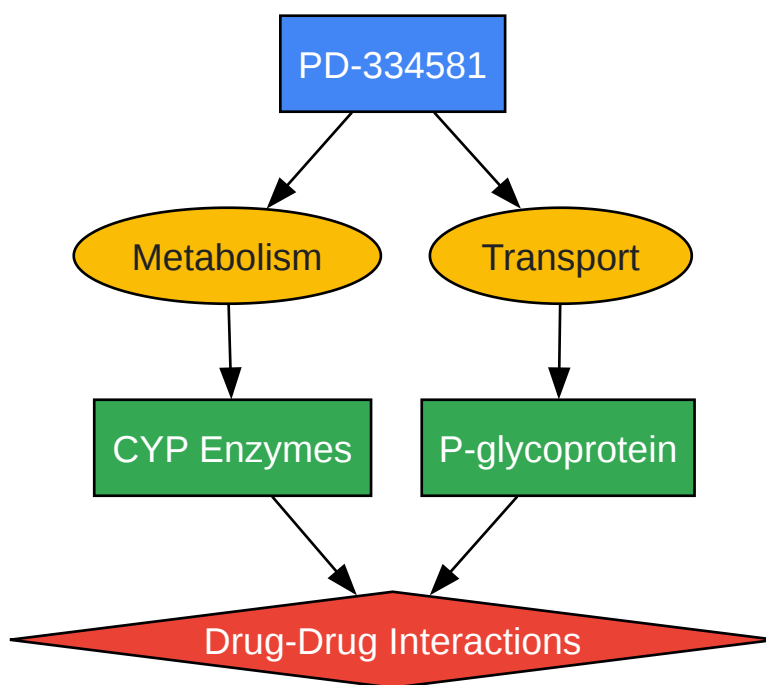 PD-334581
Metabolism
Transport
CYP Enzymes
P-glycoprotein
Drug-Drug Interactions